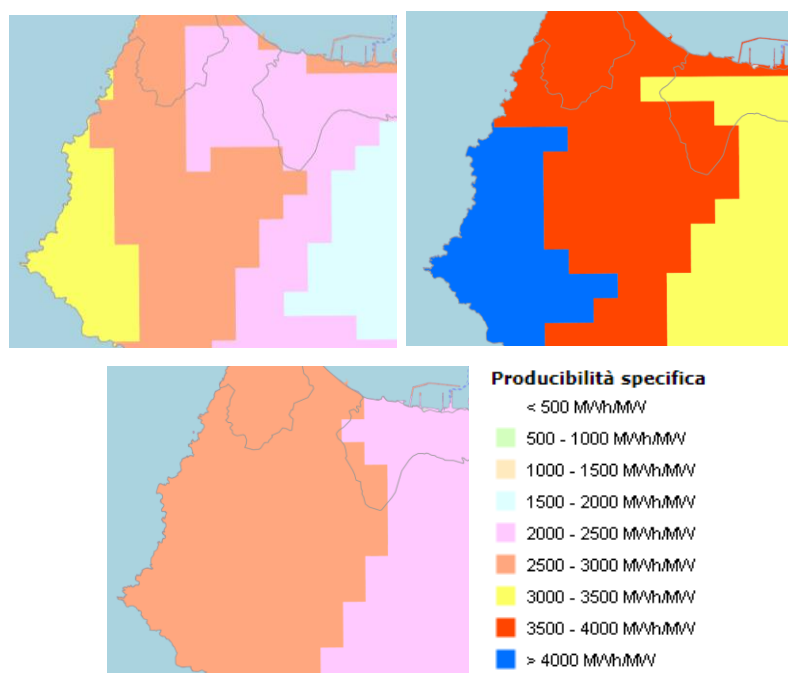 Producibilità specifica
< 500 MWh/MW
500 - 1000 MWh/MW
1000 - 1500 MWh/MW
1500 - 2000 MWh/MW
2000 - 2500 MWh/MW
2500 - 3000 MWh/MW
3000 - 3500 MWh/MW
3500 - 4000 MWh/MW
> 4000 MWh/MW